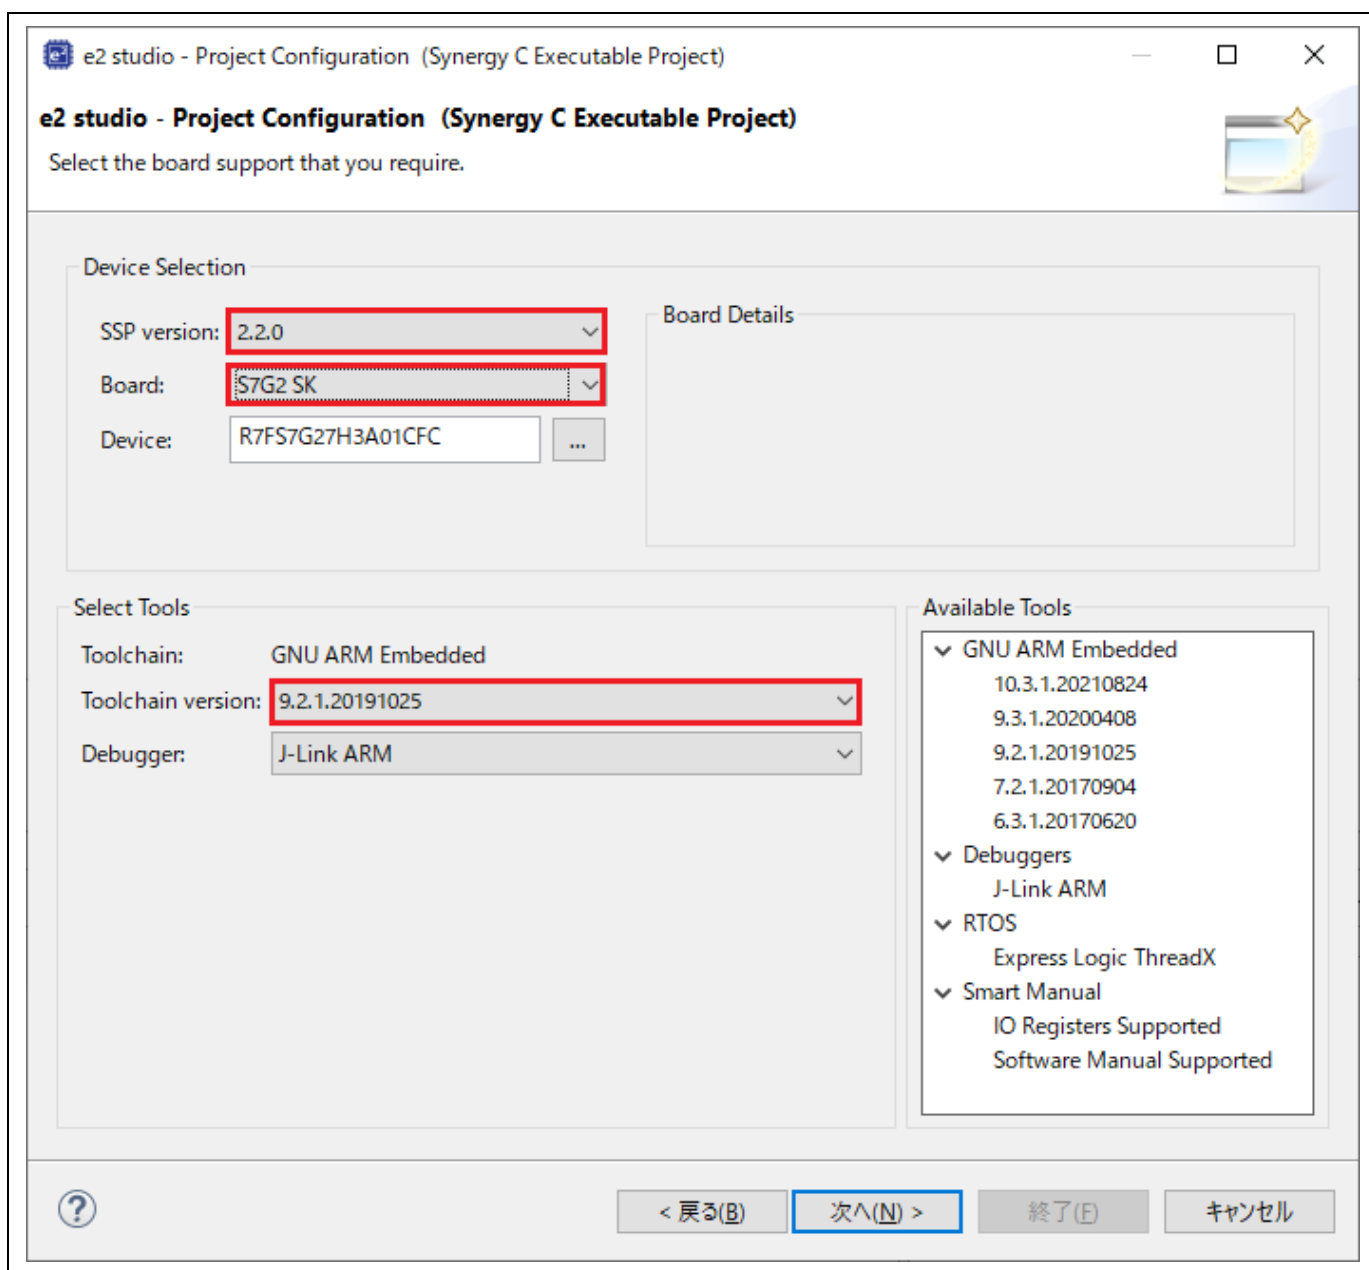 e2 studio - Project Configuration (Synergy C Executable Project)
e2 studio - Project Configuration (Synergy C Executable Project)
Select the board support that you require.
Device Selection
SSP version: 2.2.0
Board: S7G2 SK
Device: R7FS7G27H3A01CFC ...
Board Details
Select Tools
Toolchain: GNU ARM Embedded
Toolchain version: 9.2.1.20191025
Debugger: J-Link ARM
Available Tools
GNU ARM Embedded
10.3.1.20210824
9.3.1.20200408
9.2.1.20191025
7.2.1.20170904
6.3.1.20170620
Debuggers
J-Link ARM
RTOS
Express Logic ThreadX
Smart Manual
IO Registers Supported
Software Manual Supported
? < 戻る(B) 次へ(N) > 終了(F) キャンセル